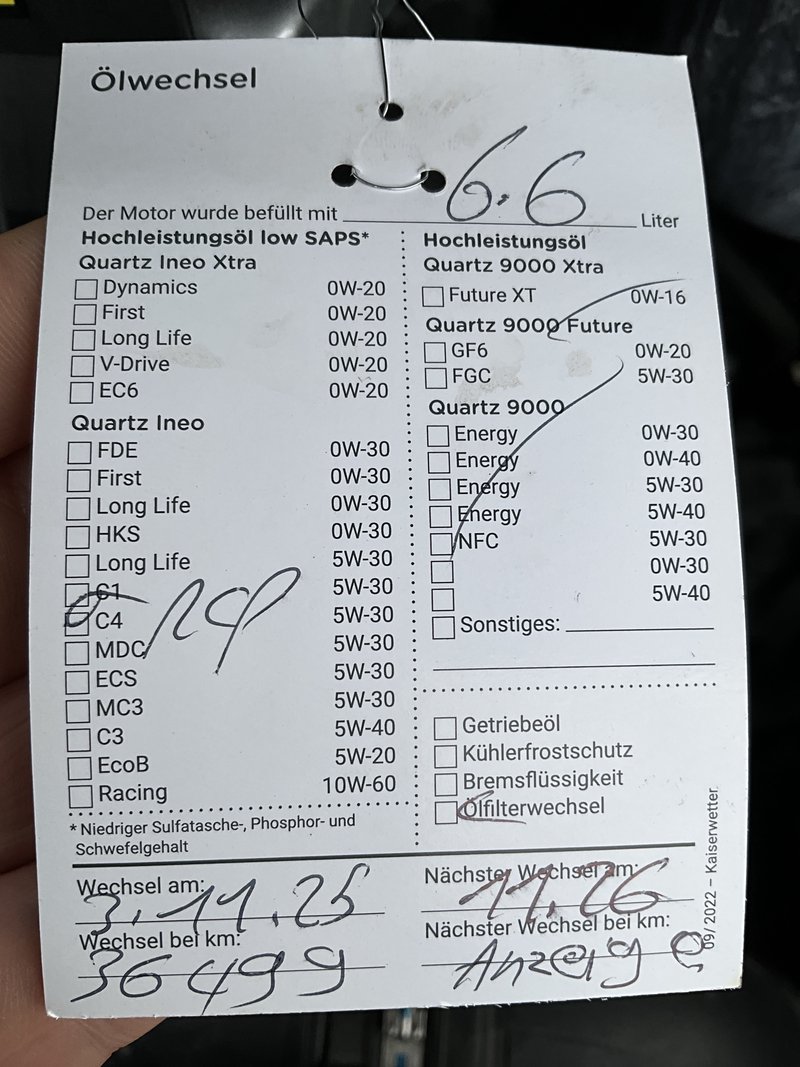 Ölwechsel
Der Motor wurde befüllt mit 6.6 Liter
Hochleistungsöl low SAPS*
Quartz Ineo Xtra
Dynamics 0W-20
First 0W-20
Long Life 0W-20
V-Drive 0W-20
EC6 0W-20
Quartz Ineo
FDE 0W-30
First 0W-30
Long Life 0W-30
HKS 0W-30
Long Life 5W-30
C1 5W-30
C4 5W-30
MDC 5W-30
ECS 5W-30
MC3 5W-30
C3 5W-40
EcoB 5W-20
Racing 10W-60
* Niedriger Sulfatasche-, Phosphor- und
Schwefelgehalt
Hochleistungsöl
Quartz 9000 Xtra
Future XT 0W-16
Quartz 9000 Future
GF6 0W-20
FGC 5W-30
Quartz 9000
Energy 0W-30
Energy 0W-40
Energy 5W-30
Energy 5W-40
NFC 5W-30
0W-30
5W-40
Sonstiges:
Getriebeöl
Kühlerfrostschutz
Bremsflüssigkeit
Ölfilterwechsel
Wechsel am: 3.11.25
Nächster Wechsel am: 11.26
Wechsel bei km: 36499
Nächster Wechsel bei km: Anzeige
09/2022 – Kaiserwetter